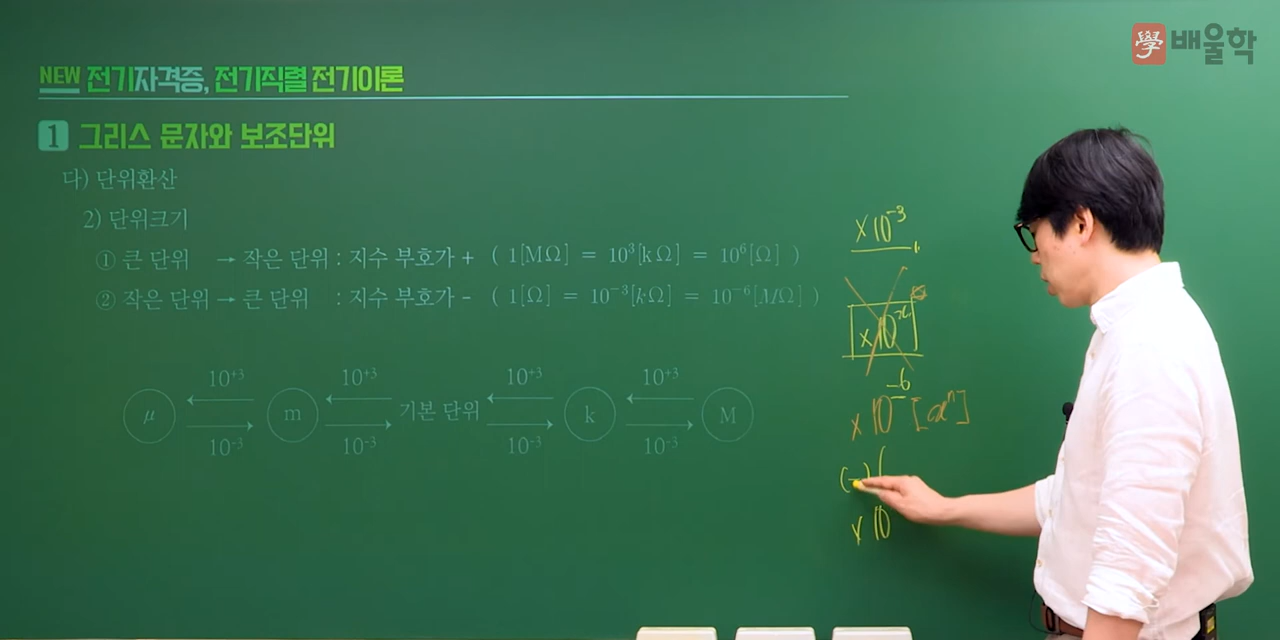 學 배울학
NEW 전기자격증, 전기직렬 전기이론
1 그리스 문자와 보조단위
다) 단위환산
2) 단위크기
① 큰 단위 → 작은 단위 : 지수 부호가 + ( 1[MΩ] = 10³[kΩ] = 10⁶[Ω] )
② 작은 단위 → 큰 단위 : 지수 부호가 - ( 1[Ω] = 10⁻³[kΩ] = 10⁻⁶[MΩ] )
10⁺³ 10⁺³ 10⁺³ 10⁺³
μ m 기본 단위 k M
10⁻³ 10⁻³ 10⁻³ 10⁻³
×10⁻³
×10ˣ
×10⁻⁶
×10